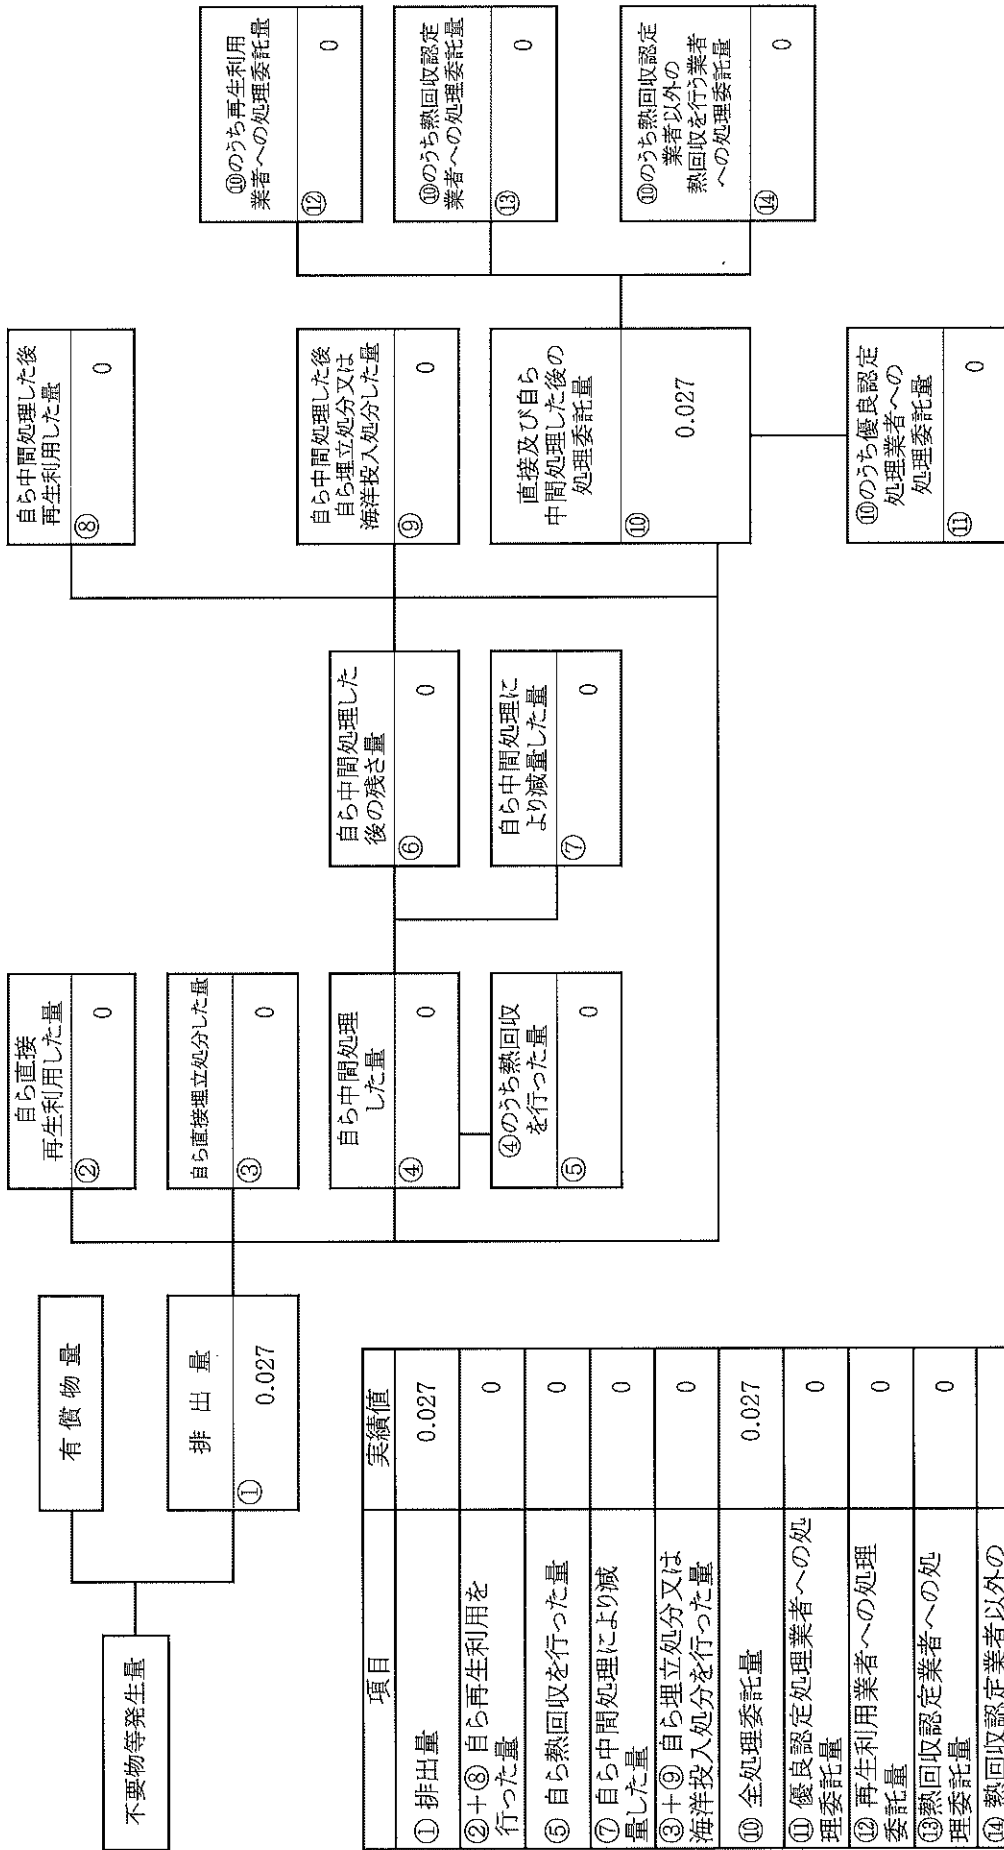 不要物等発生量
有償物量
排出量
①
0.027
自ら直接
再生利用した量
②
0
自ら直接埋立処分した量
③
0
自ら中間処理
した量
④
0
④のうち熱回収
を行った量
⑤
0
自ら中間処理した
後の残さ量
⑥
0
自ら中間処理に
より減量した量
⑦
0
自ら中間処理した後
再生利用した量
⑧
0
自ら中間処理した後
自ら埋立処分又は
海洋投入処分した量
⑨
0
直接及び自ら
中間処理した後の
処理委託量
⑩
0.027
⑩のうち優良認定
処理業者への
処理委託量
⑪
0
⑩のうち再生利用
業者への処理委託量
⑫
0
⑩のうち熱回収認定
業者への処理委託量
⑬
0
⑩のうち熱回収認定
業者以外の
熱回収を行う業者
への処理委託量
⑭
0
項目 実績値
①排出量 0.027
②+⑧自ら再生利用を
行った量 0
⑤自ら熱回収を行った量 0
⑦自ら中間処理により減
量した量 0
③+⑨自ら埋立処分又は
海洋投入処分を行った量 0
⑩全処理委託量 0.027
⑪優良認定処理業者への処
理委託量 0
⑫再生利用業者への処理
委託量 0
⑬熱回収認定業者への処
理委託量 0
⑭熱回収認定業者以外の